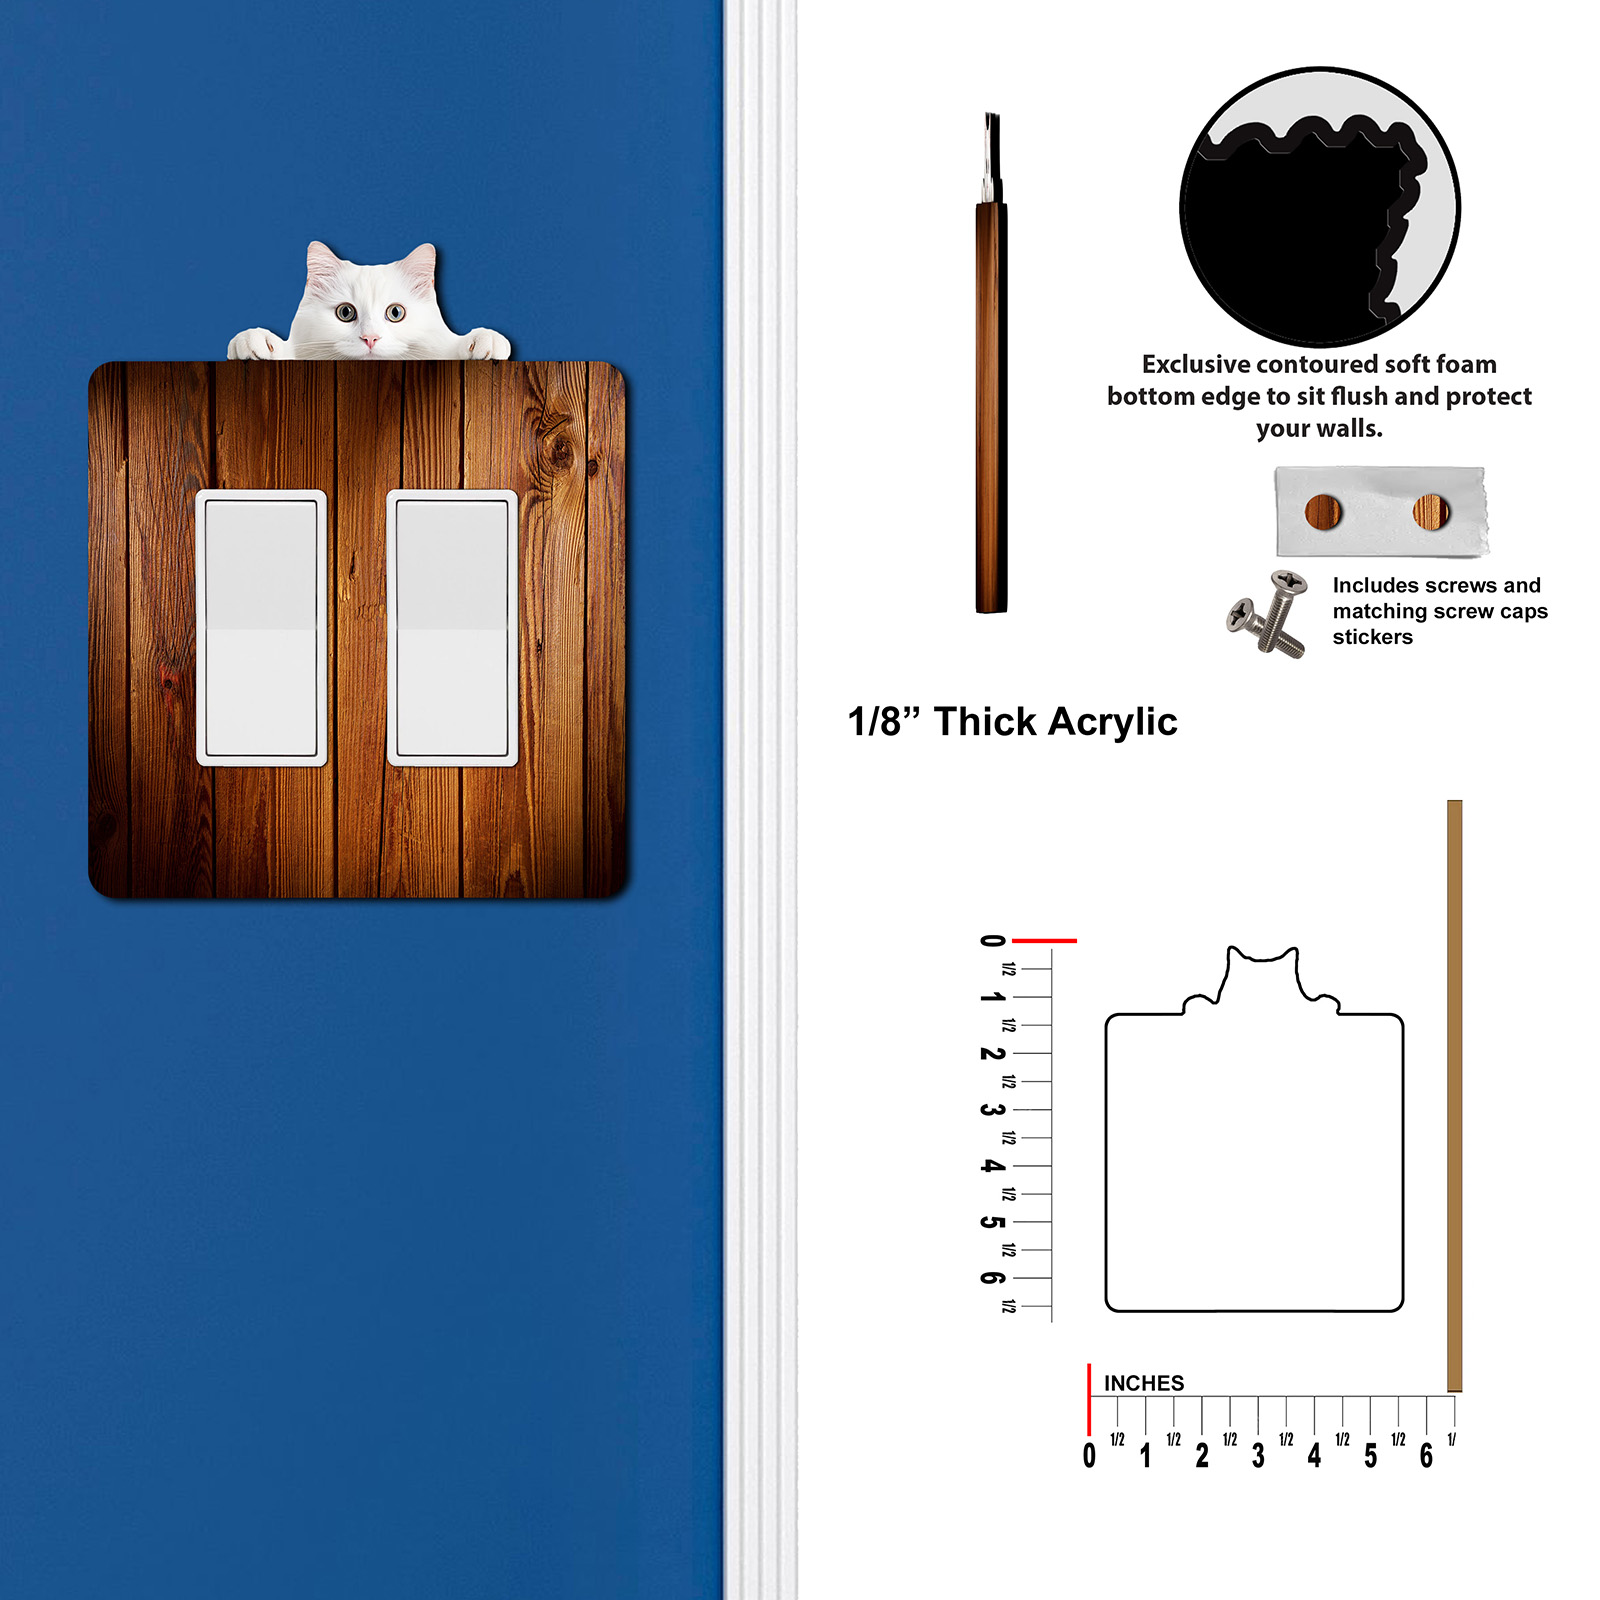 Exclusive contoured soft foam
bottom edge to sit flush and protect
your walls.
Includes screws and
matching screw caps
stickers
1/8” Thick Acrylic
0
1/2
1
1/2
2
1/2
3
1/2
4
1/2
5
1/2
6
1/2
INCHES
0 1/2 1 1/2 2 1/2 3 1/2 4 1/2 5 1/2 6 1/